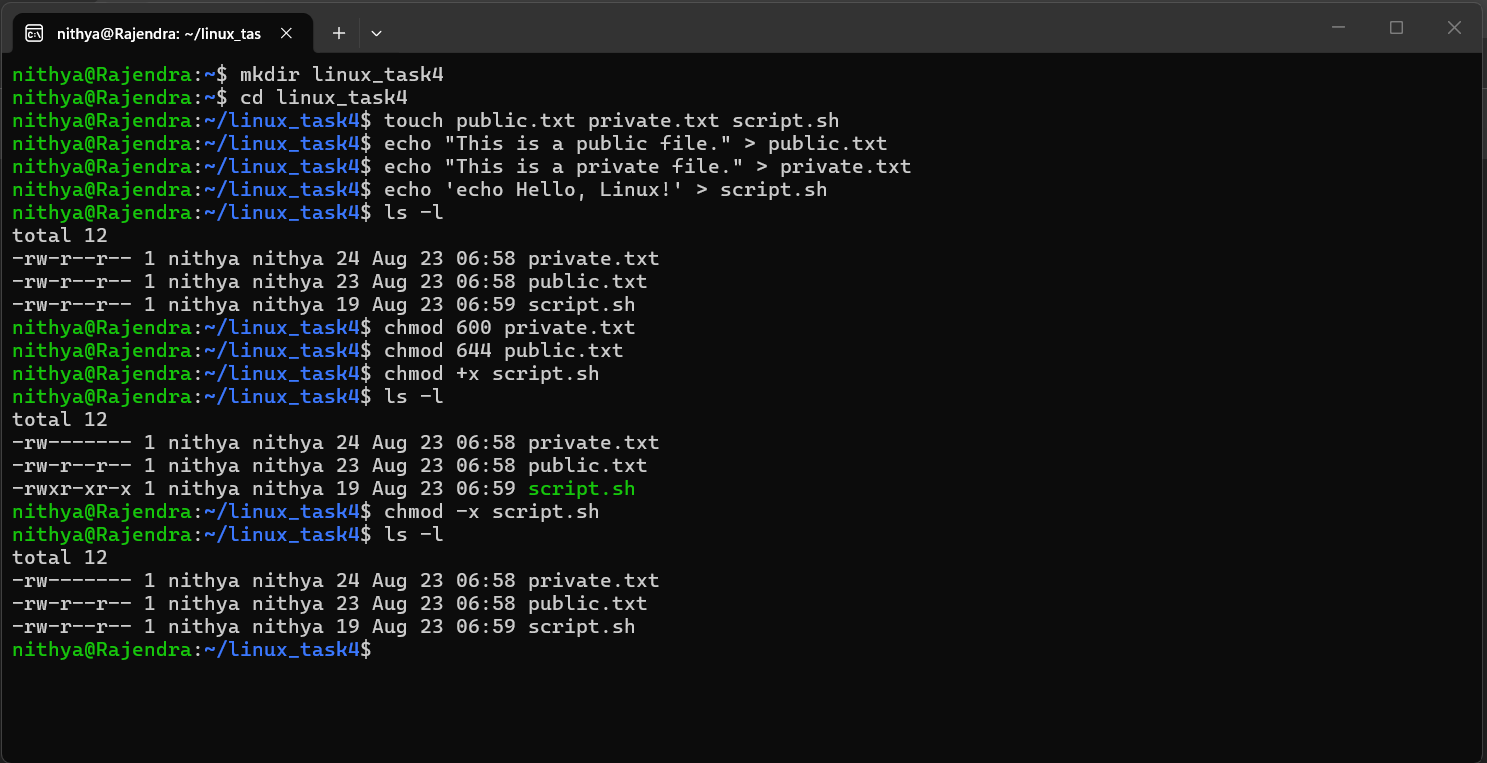 nithya@Rajendra: ~/linux_tas
nithya@Rajendra:~$ mkdir linux_task4
nithya@Rajendra:~$ cd linux_task4
nithya@Rajendra:~/linux_task4$ touch public.txt private.txt script.sh
nithya@Rajendra:~/linux_task4$ echo "This is a public file." > public.txt
nithya@Rajendra:~/linux_task4$ echo "This is a private file." > private.txt
nithya@Rajendra:~/linux_task4$ echo 'echo Hello, Linux!' > script.sh
nithya@Rajendra:~/linux_task4$ ls -l
total 12
-rw-r--r-- 1 nithya nithya 24 Aug 23 06:58 private.txt
-rw-r--r-- 1 nithya nithya 23 Aug 23 06:58 public.txt
-rw-r--r-- 1 nithya nithya 19 Aug 23 06:59 script.sh
nithya@Rajendra:~/linux_task4$ chmod 600 private.txt
nithya@Rajendra:~/linux_task4$ chmod 644 public.txt
nithya@Rajendra:~/linux_task4$ chmod +x script.sh
nithya@Rajendra:~/linux_task4$ ls -l
total 12
-rw------- 1 nithya nithya 24 Aug 23 06:58 private.txt
-rw-r--r-- 1 nithya nithya 23 Aug 23 06:58 public.txt
-rwxr-xr-x 1 nithya nithya 19 Aug 23 06:59 script.sh
nithya@Rajendra:~/linux_task4$ chmod -x script.sh
nithya@Rajendra:~/linux_task4$ ls -l
total 12
-rw------- 1 nithya nithya 24 Aug 23 06:58 private.txt
-rw-r--r-- 1 nithya nithya 23 Aug 23 06:58 public.txt
-rw-r--r-- 1 nithya nithya 19 Aug 23 06:59 script.sh
nithya@Rajendra:~/linux_task4$